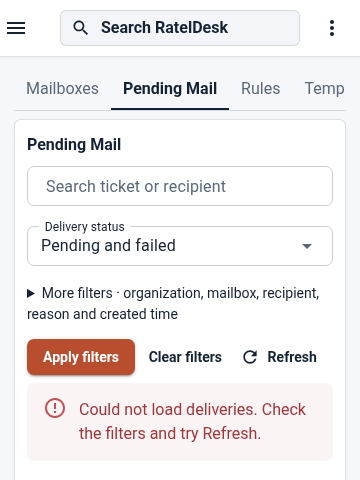 Search RatelDesk
Mailboxes Pending Mail Rules Temp
Pending Mail
Search ticket or recipient
Delivery status
Pending and failed
More filters · organization, mailbox, recipient,
reason and created time
Apply filters Clear filters Refresh
Could not load deliveries. Check
the filters and try Refresh.